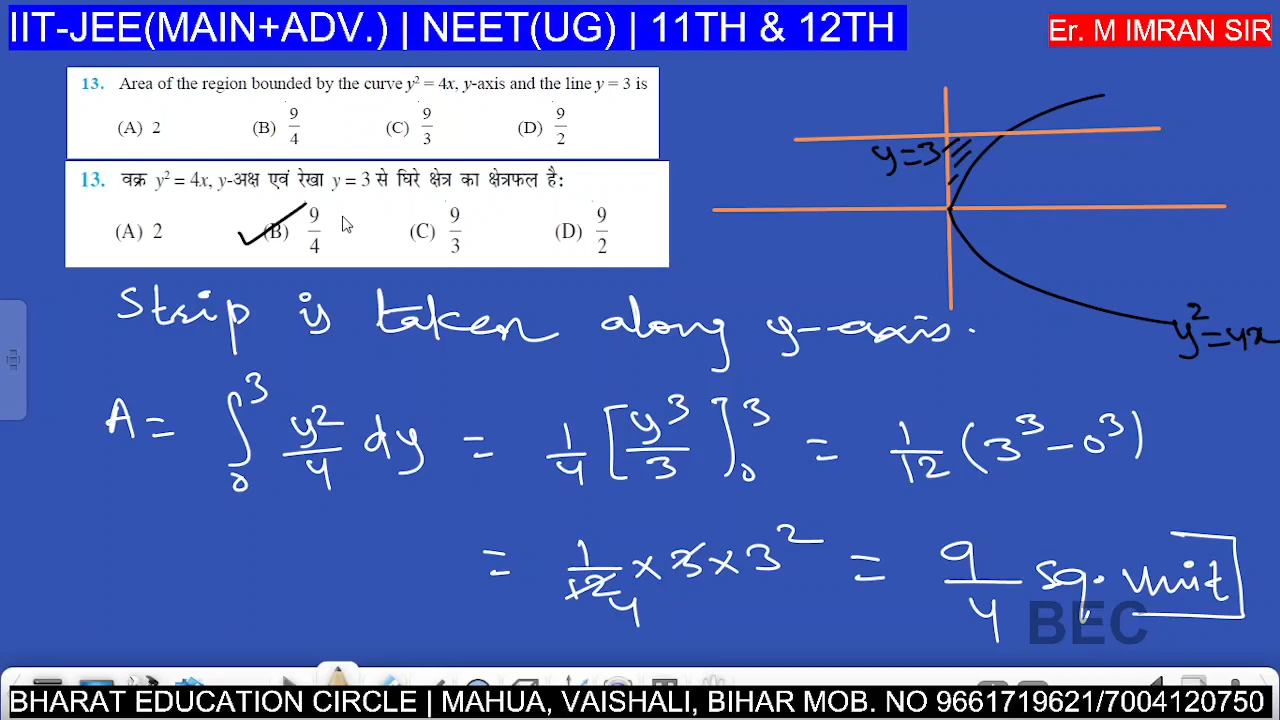 IIT-JEE(MAIN+ADV.) | NEET(UG) | 11TH & 12TH
Er. M IMRAN SIR
13. Area of the region bounded by the curve y² = 4x, y-axis and the line y = 3 is
(A) 2 (B) 9/4 (C) 9/3 (D) 9/2
13. वक्र y² = 4x, y-अक्ष एवं रेखा y = 3 से घिरे क्षेत्र का क्षेत्रफल है:
(A) 2 (B) 9/4 (C) 9/3 (D) 9/2
y=3
y²=4x
Strip is taken along y-axis.
A = ∫₀³ y²/4 dy = 1/4 [y³/3]₀³ = 1/12 (3³ - 0³)
= 1/12 4 × 3 × 3² = 9/4 sq. unit
BEC
BHARAT EDUCATION CIRCLE | MAHUA, VAISHALI, BIHAR MOB. NO 9661719621/7004120750